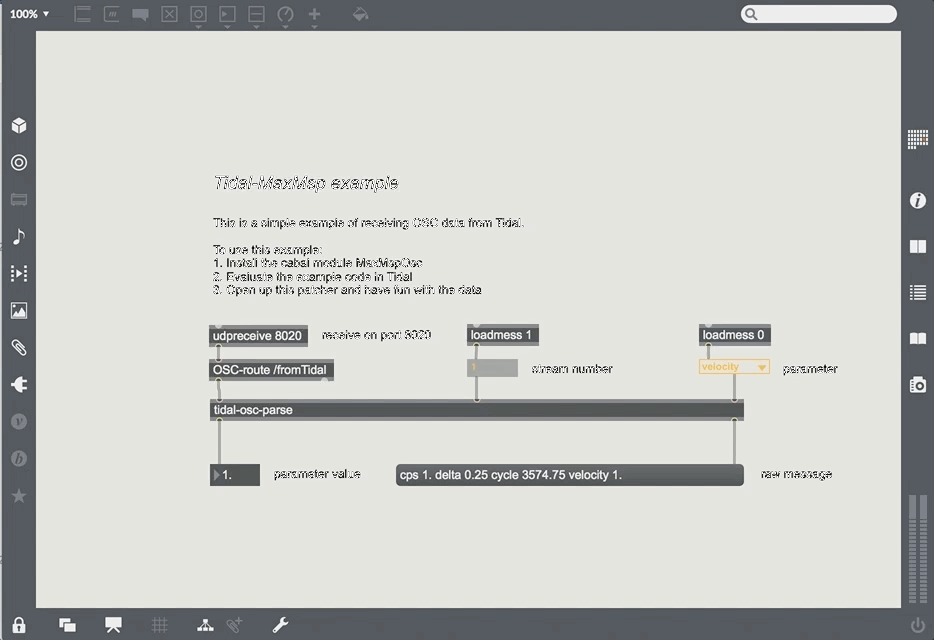 100%
Tidal-MaxMsp example
This is a simple example of receiving OSC data from Tidal.
To use this example:
1. Install the cabal module MaxMspOsc
2. Evaluate the example code in Tidal
3. Open up this patcher and have fun with the data
udpreceive 8020 receive on port 8020 loadmess 1 loadmess 0
OSC-route /fromTidal 1 stream number velocity parameter
tidal-osc-parse
1. parameter value cps 1. delta 0.25 cycle 3574.75 velocity 1. raw message